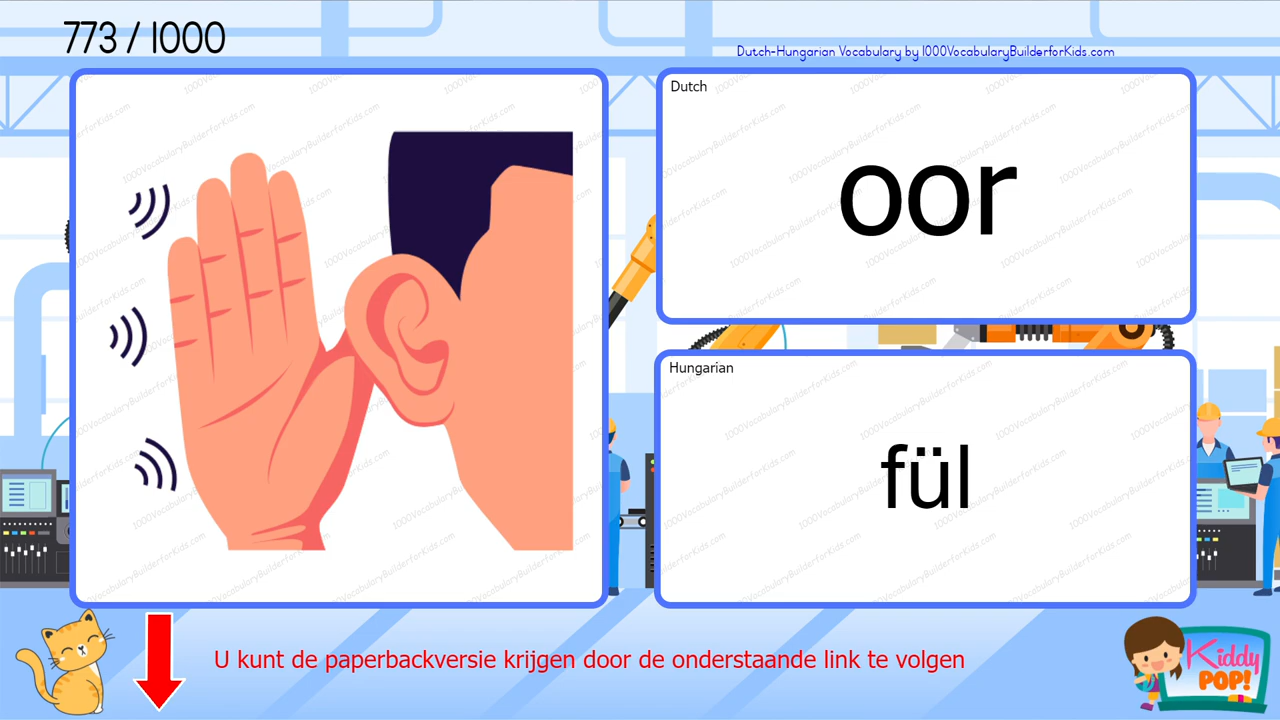 773 / 1000
Dutch-Hungarian Vocabulary by 1000VocabularyBuilderforKids.com
Dutch
oor
Hungarian
fül
U kunt de paperbackversie krijgen door de onderstaande link te volgen
Kiddy
POP!